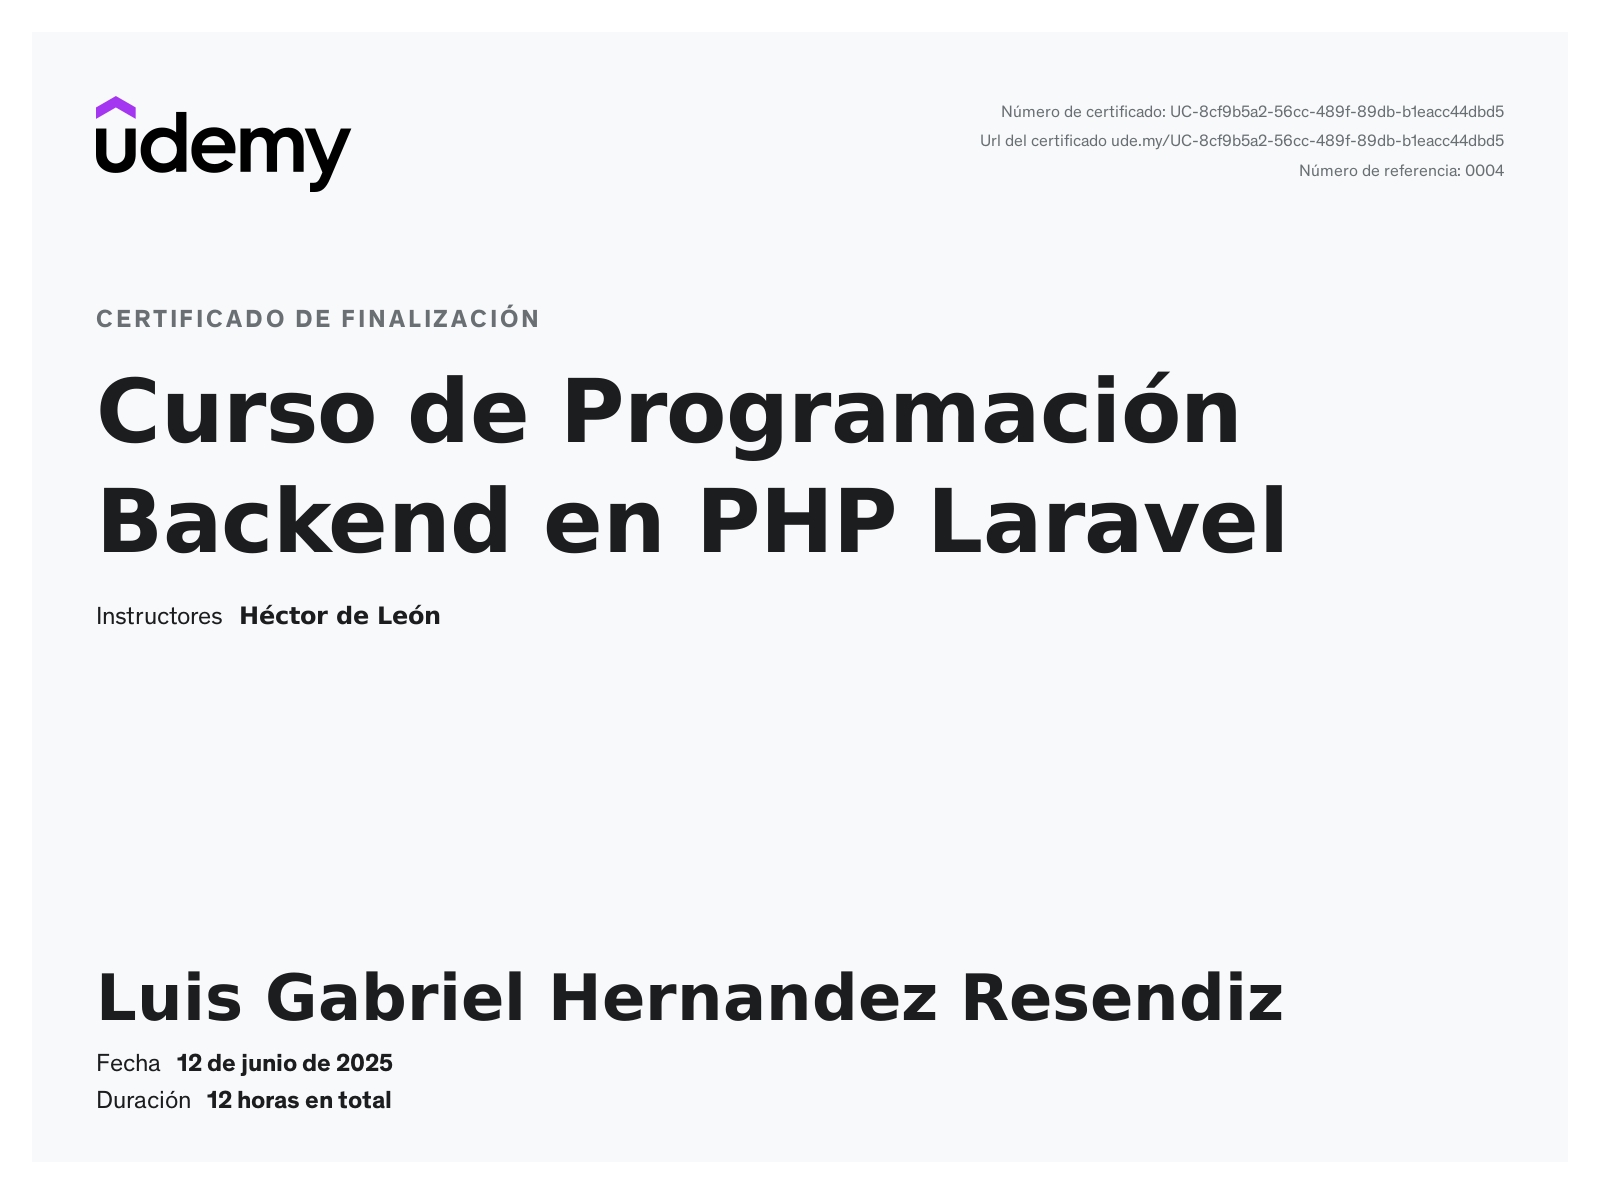 udemy
Número de certificado: UC-8cf9b5a2-56cc-489f-89db-b1eacc44dbd5
Url del certificado ude.my/UC-8cf9b5a2-56cc-489f-89db-b1eacc44dbd5
Número de referencia: 0004
CERTIFICADO DE FINALIZACIÓN
Curso de Programación
Backend en PHP Laravel
Instructores Héctor de León
Luis Gabriel Hernandez Resendiz
Fecha 12 de junio de 2025
Duración 12 horas en total